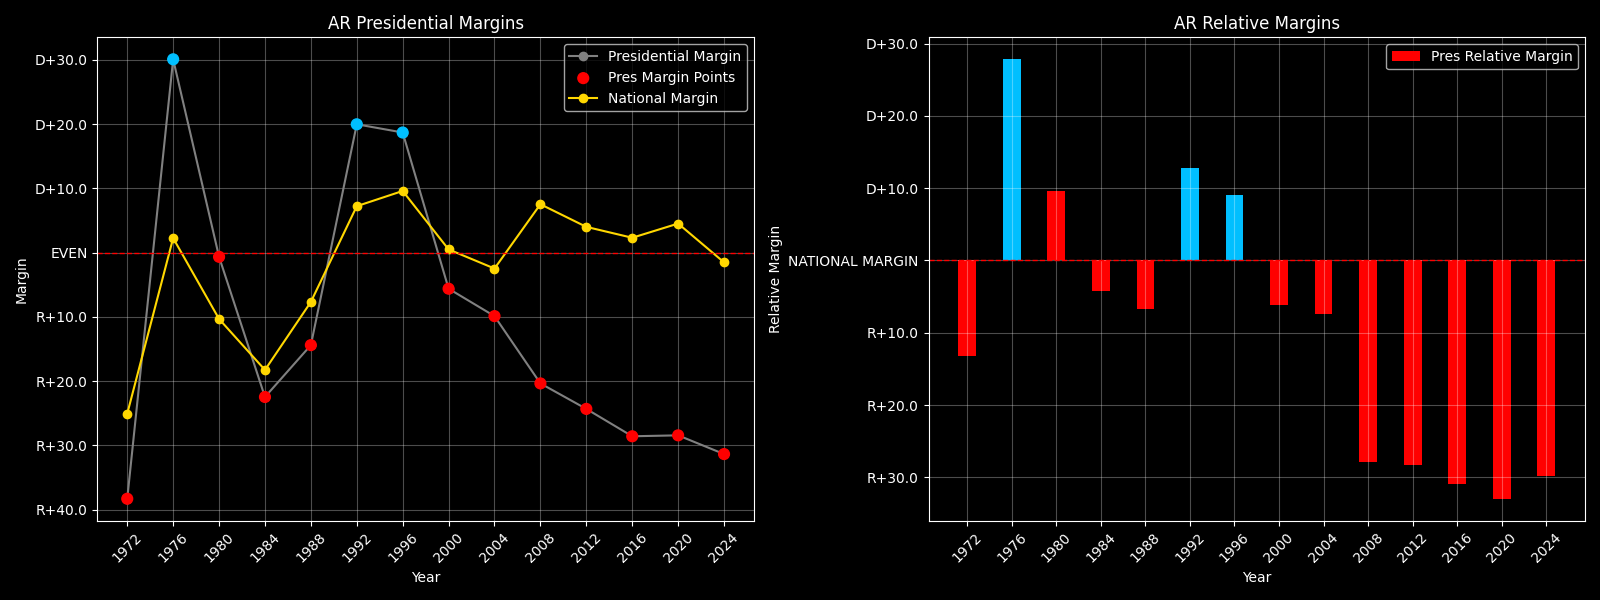 AR Presidential Margins
Presidential Margin
Pres Margin Points
National Margin
D+30.0
D+20.0
D+10.0
EVEN
R+10.0
R+20.0
R+30.0
R+40.0
Margin
1972
1976
1980
1984
1988
1992
1996
2000
2004
2008
2012
2016
2020
2024
Year
AR Relative Margins
Pres Relative Margin
D+30.0
D+20.0
D+10.0
NATIONAL MARGIN
R+10.0
R+20.0
R+30.0
Relative Margin
1972
1976
1980
1984
1988
1992
1996
2000
2004
2008
2012
2016
2020
2024
Year